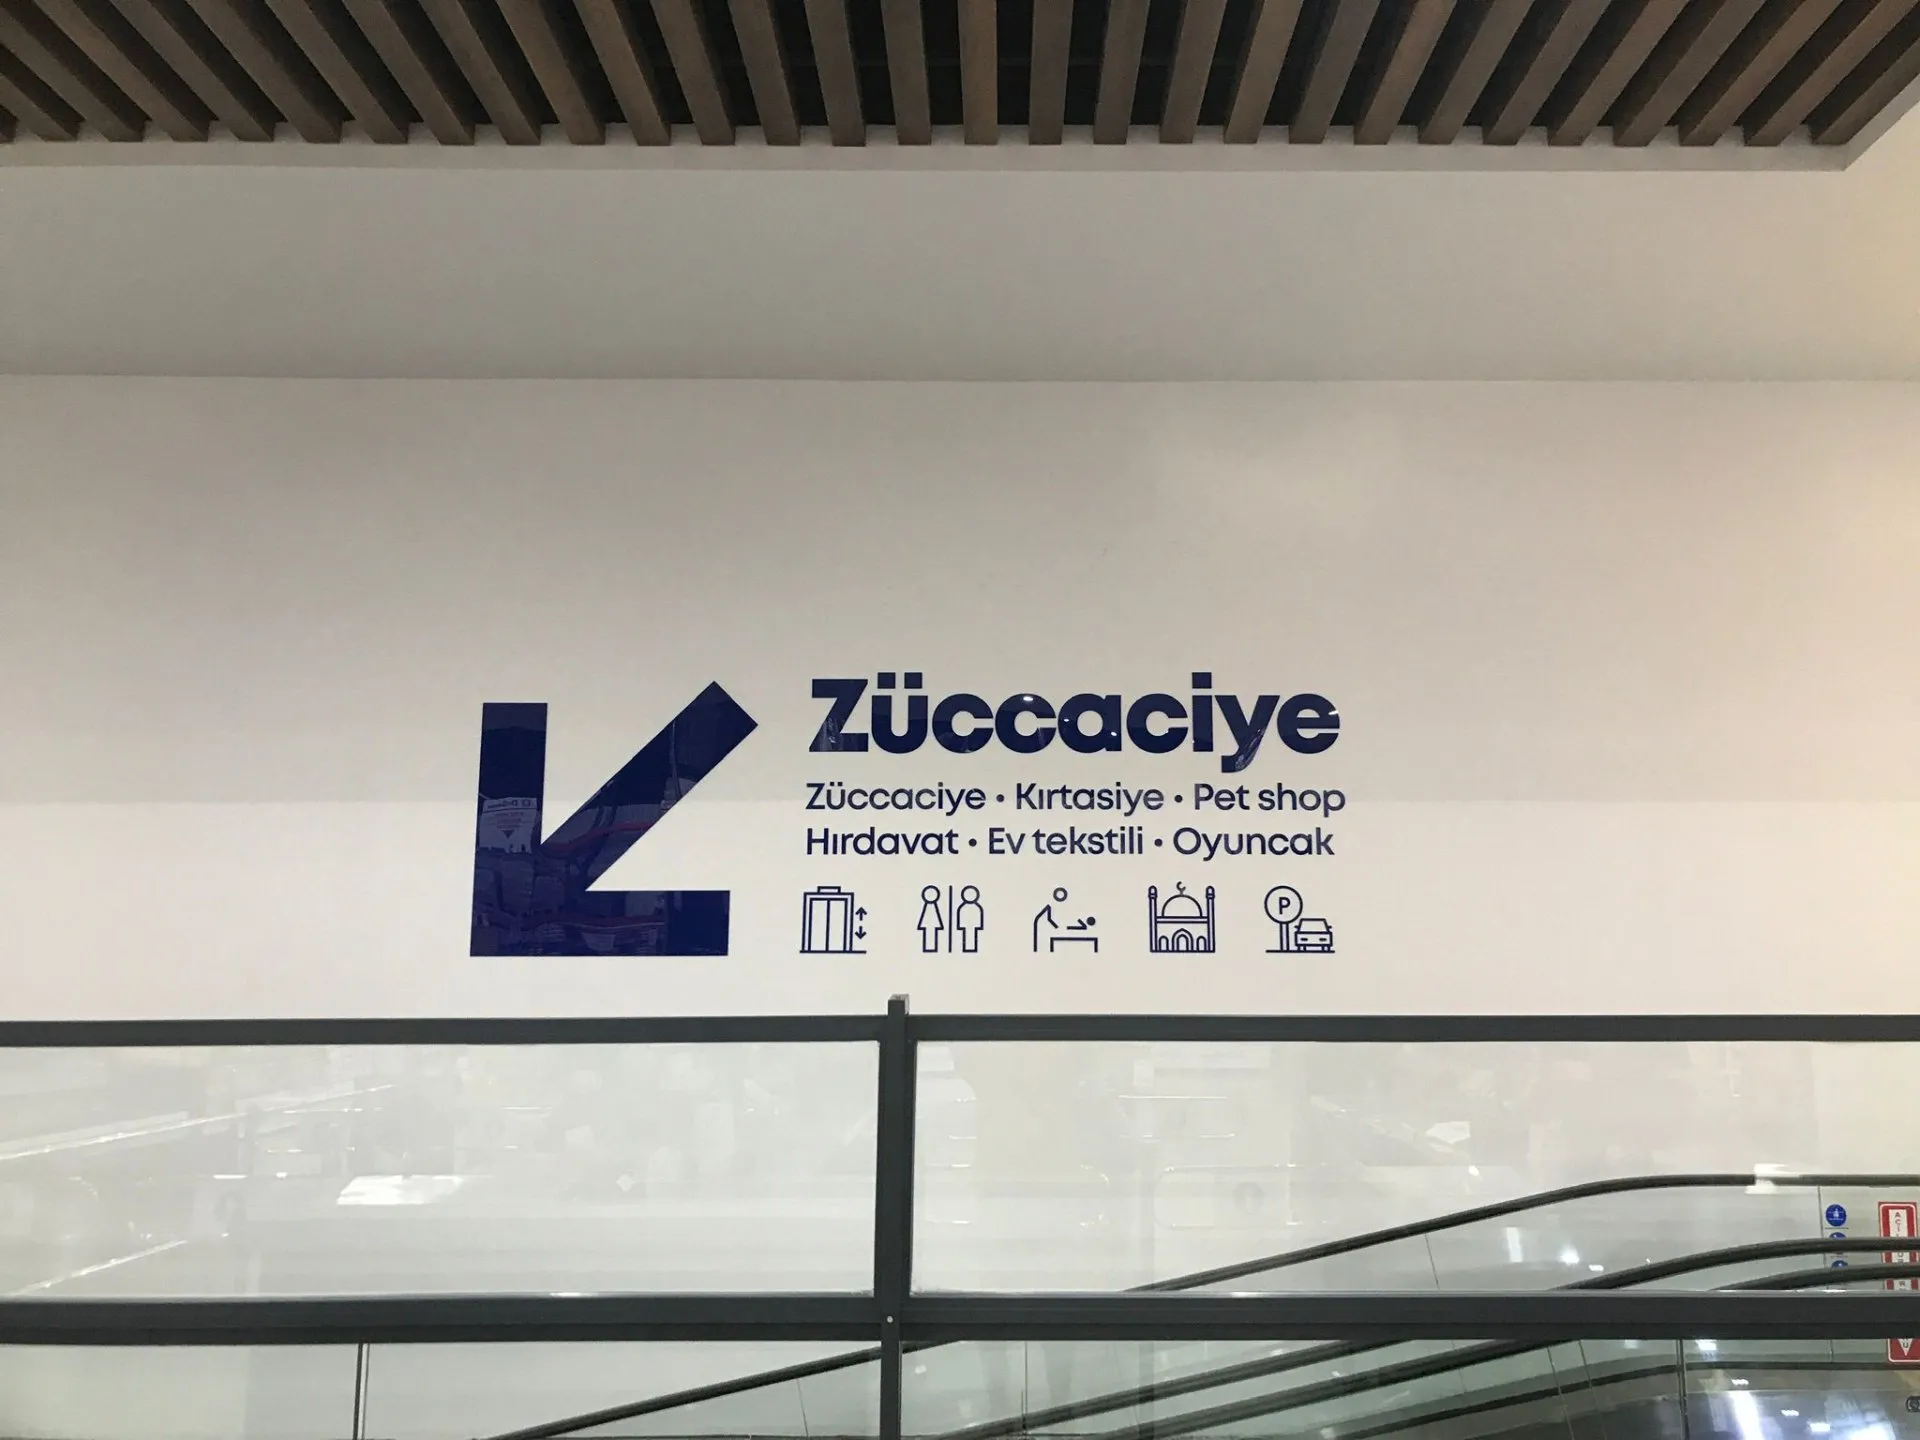 Züccaciye
Züccaciye • Kırtasiye • Pet shop
Hırdavat • Ev tekstili • Oyuncak
P